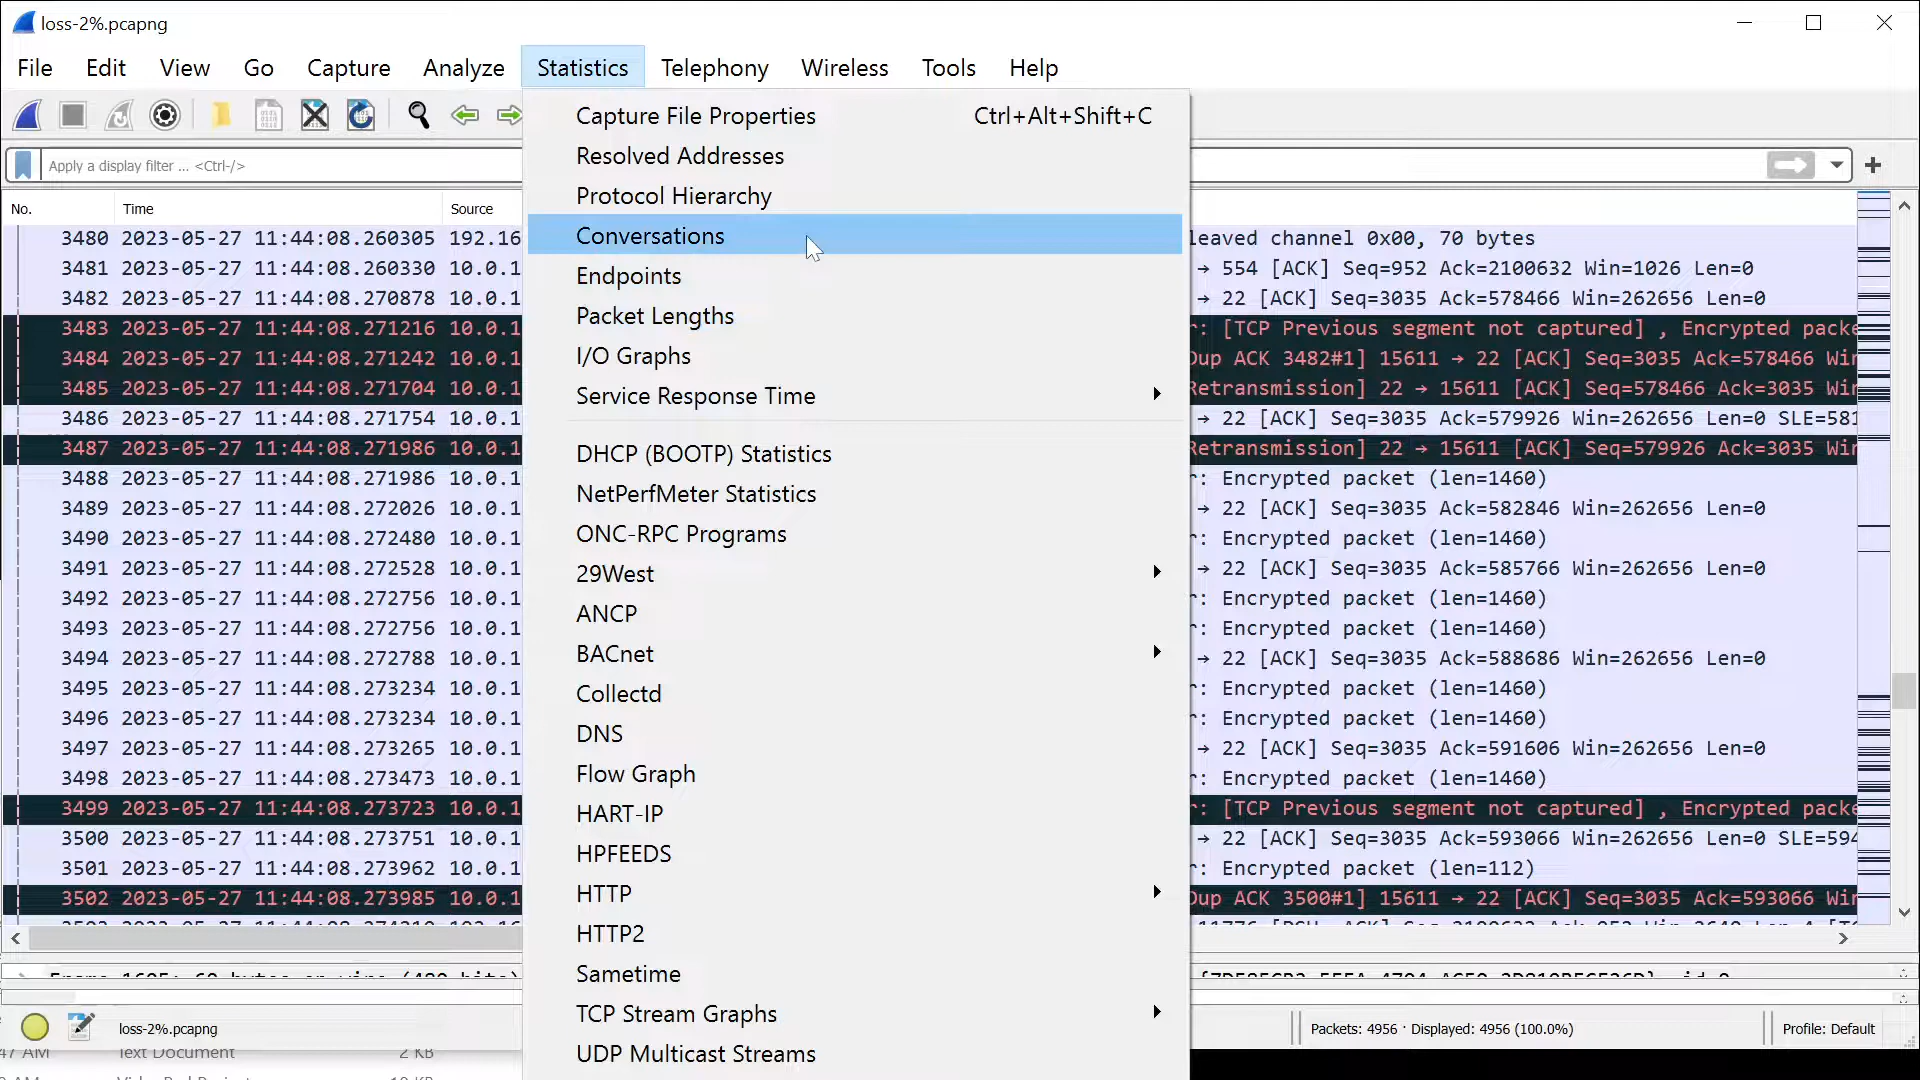 loss-2%.pcapng
File Edit View Go Capture Analyze Statistics Telephony Wireless Tools Help
Apply a display filter ... <Ctrl-/>
Capture File Properties Ctrl+Alt+Shift+C
Resolved Addresses
Protocol Hierarchy
Conversations
Endpoints
Packet Lengths
I/O Graphs
Service Response Time
DHCP (BOOTP) Statistics
NetPerfMeter Statistics
ONC-RPC Programs
29West
ANCP
BACnet
Collectd
DNS
Flow Graph
HART-IP
HPFEEDS
HTTP
HTTP2
Sametime
TCP Stream Graphs
UDP Multicast Streams
No. Time Source
3480 2023-05-27 11:44:08.260305 192.16 leaved channel 0x00, 70 bytes
3481 2023-05-27 11:44:08.260330 10.0.1 → 554 [ACK] Seq=952 Ack=2100632 Win=1026 Len=0
3482 2023-05-27 11:44:08.270878 10.0.1 → 22 [ACK] Seq=3035 Ack=578466 Win=262656 Len=0
3483 2023-05-27 11:44:08.271216 10.0.1 r: [TCP Previous segment not captured] , Encrypted packe
3484 2023-05-27 11:44:08.271242 10.0.1 Dup ACK 3482#1] 15611 → 22 [ACK] Seq=3035 Ack=578466 Wir
3485 2023-05-27 11:44:08.271704 10.0.1 Retransmission] 22 → 15611 [ACK] Seq=578466 Ack=3035 Wir
3486 2023-05-27 11:44:08.271754 10.0.1 → 22 [ACK] Seq=3035 Ack=579926 Win=262656 Len=0 SLE=581
3487 2023-05-27 11:44:08.271986 10.0.1 Retransmission] 22 → 15611 [ACK] Seq=579926 Ack=3035 Wir
3488 2023-05-27 11:44:08.271986 10.0.1 r: Encrypted packet (len=1460)
3489 2023-05-27 11:44:08.272026 10.0.1 → 22 [ACK] Seq=3035 Ack=582846 Win=262656 Len=0
3490 2023-05-27 11:44:08.272480 10.0.1 r: Encrypted packet (len=1460)
3491 2023-05-27 11:44:08.272528 10.0.1 → 22 [ACK] Seq=3035 Ack=585766 Win=262656 Len=0
3492 2023-05-27 11:44:08.272756 10.0.1 r: Encrypted packet (len=1460)
3493 2023-05-27 11:44:08.272756 10.0.1 r: Encrypted packet (len=1460)
3494 2023-05-27 11:44:08.272788 10.0.1 → 22 [ACK] Seq=3035 Ack=588686 Win=262656 Len=0
3495 2023-05-27 11:44:08.273234 10.0.1 r: Encrypted packet (len=1460)
3496 2023-05-27 11:44:08.273234 10.0.1 r: Encrypted packet (len=1460)
3497 2023-05-27 11:44:08.273265 10.0.1 → 22 [ACK] Seq=3035 Ack=591606 Win=262656 Len=0
3498 2023-05-27 11:44:08.273473 10.0.1 r: Encrypted packet (len=1460)
3499 2023-05-27 11:44:08.273723 10.0.1 r: [TCP Previous segment not captured] , Encrypted packe
3500 2023-05-27 11:44:08.273751 10.0.1 → 22 [ACK] Seq=3035 Ack=593066 Win=262656 Len=0 SLE=594
3501 2023-05-27 11:44:08.273962 10.0.1 r: Encrypted packet (len=112)
3502 2023-05-27 11:44:08.273985 10.0.1 Dup ACK 3500#1] 15611 → 22 [ACK] Seq=3035 Ack=593066 Wir
loss-2%.pcapng Packets: 4956 · Displayed: 4956 (100.0%) Profile: Default
47 AM Text Document 2 KB